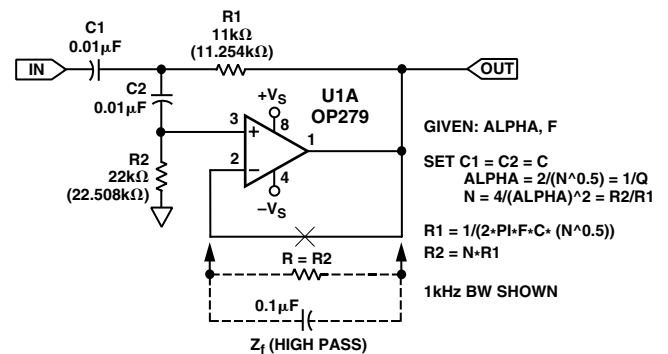 C1
0.01μF
R1
11kΩ
(11.254kΩ)
IN
OUT
C2
0.01μF
+VS
U1A
OP279
3
8
1
2
4
R2
22kΩ
(22.508kΩ)
–VS
R = R2
0.1μF
Zf (HIGH PASS)
GIVEN: ALPHA, F
SET C1 = C2 = C
ALPHA = 2/(N^0.5) = 1/Q
N = 4/(ALPHA)^2 = R2/R1
R1 = 1/(2*PI*F*C* (N^0.5))
R2 = N*R1
1kHz BW SHOWN